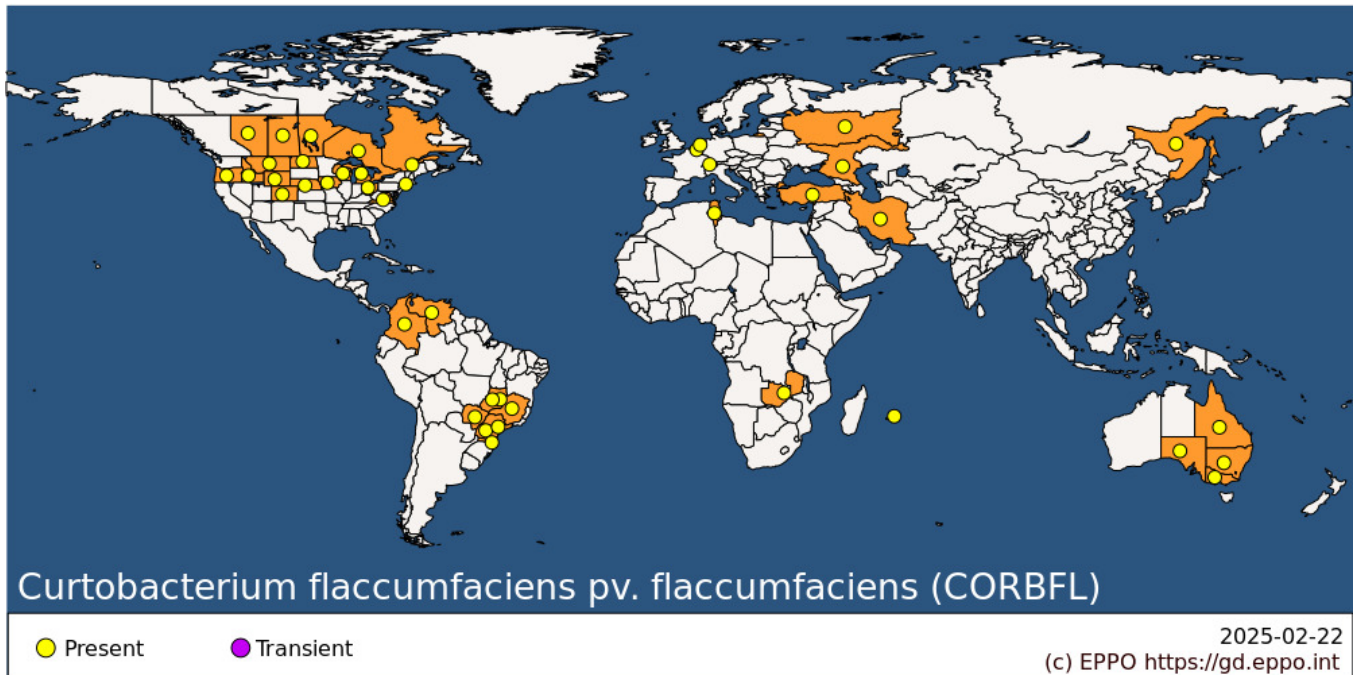 Curtobacterium flaccumfaciens pv. flaccumfaciens (CORBFL)
Present
Transient
2025-02-22
(c) EPPO https://gd.eppo.int